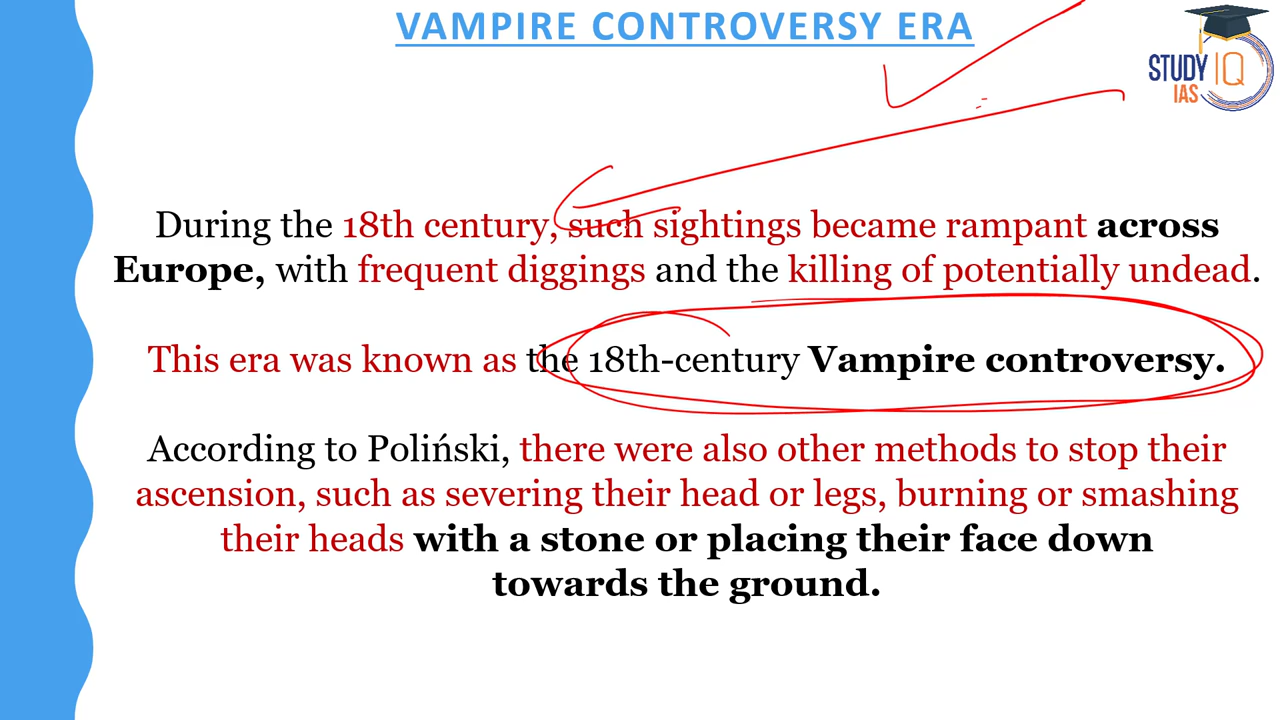 VAMPIRE CONTROVERSY ERA
STUDY IQ
IAS
During the 18th century, such sightings became rampant across
Europe, with frequent diggings and the killing of potentially undead.
This era was known as the 18th-century Vampire controversy.
According to Poliński, there were also other methods to stop their
ascension, such as severing their head or legs, burning or smashing
their heads with a stone or placing their face down
towards the ground.